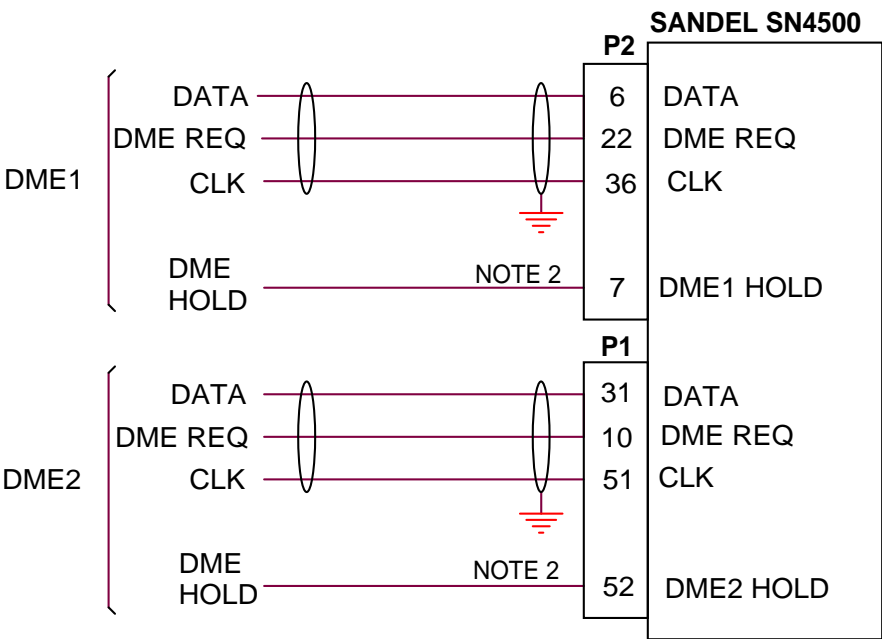 SANDEL SN4500
P2
DME1
DATA 6 DATA
DME REQ 22 DME REQ
CLK 36 CLK
DME
HOLD NOTE 2 7 DME1 HOLD
P1
DME2
DATA 31 DATA
DME REQ 10 DME REQ
CLK 51 CLK
DME
HOLD NOTE 2 52 DME2 HOLD